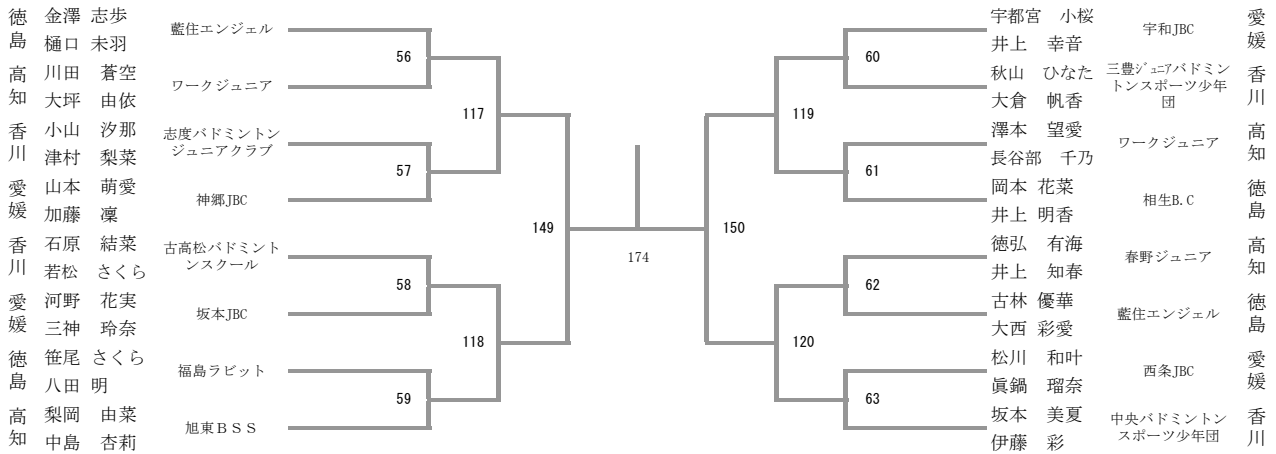 徳島
金澤 志歩
樋口 未羽
藍住エンジェル
56
高知
川田 蒼空
大坪 由依
ワークジュニア
117
香川
小山 汐那
津村 梨菜
志度バドミントン
ジュニアクラブ
57
愛媛
山本 萌愛
加藤 凜
神郷JBC
149
香川
石原 結菜
若松 さくら
古高松バドミント
ンスクール
58
愛媛
河野 花実
三神 玲奈
坂本JBC
118
徳島
笹尾 さくら
八田 明
福島ラビット
59
高知
梨岡 由菜
中島 杏莉
旭東ＢＳＳ
174
宇都宮 小桜
井上 幸音
宇和JBC
愛媛
60
秋山 ひなた
大倉 帆香
三豊ｼﾞｭﾆｱバドミン
トンスポーツ少年
団
香川
119
澤本 望愛
長谷部 千乃
ワークジュニア
高知
61
岡本 花菜
井上 明香
相生B.C
徳島
150
徳弘 有海
井上 知春
春野ジュニア
高知
62
古林 優華
大西 彩愛
藍住エンジェル
徳島
120
松川 和叶
眞鍋 瑠奈
西条JBC
愛媛
63
坂本 美夏
伊藤 彩
中央バドミントン
スポーツ少年団
香川